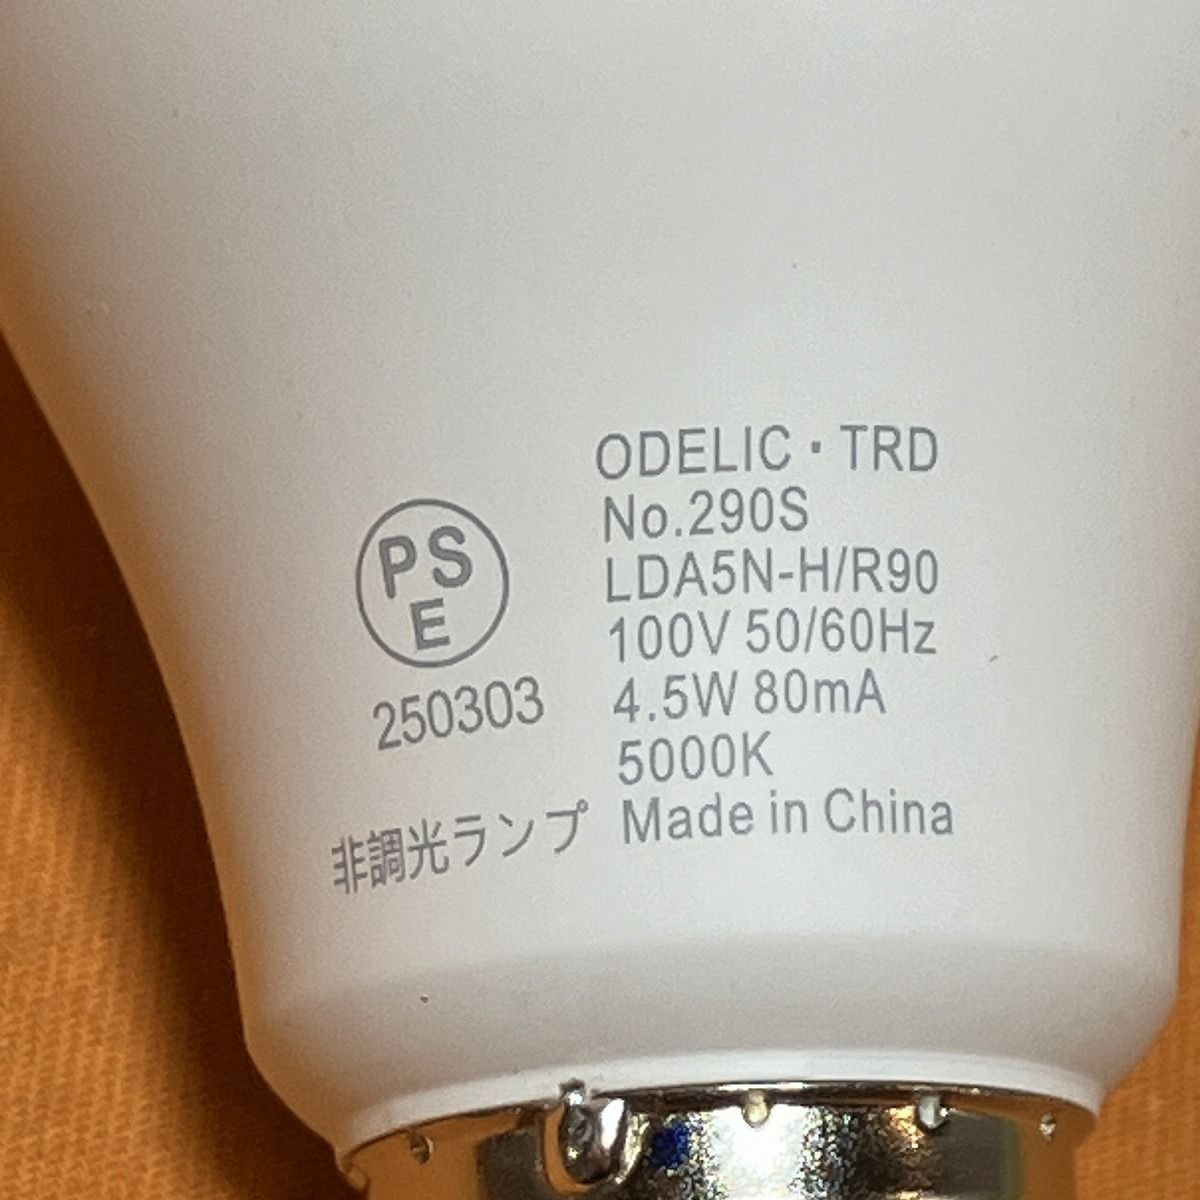 PS
E
250303
非調光ランプ
ODELIC・TRD
No.290S
LDA5N-H/R90
100V 50/60Hz
4.5W 80mA
5000K
Made in China